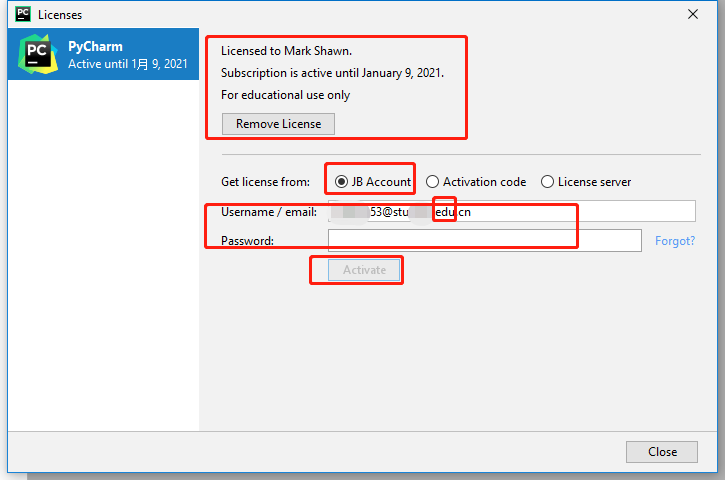 Licenses
PC
PyCharm
Active until 1月 9, 2021
Licensed to Mark Shawn.
Subscription is active until January 9, 2021.
For educational use only
Remove License
Get license from: JB Account Activation code License server
Username / email: 53@stu edu.cn
Password: Forgot?
Activate
Close